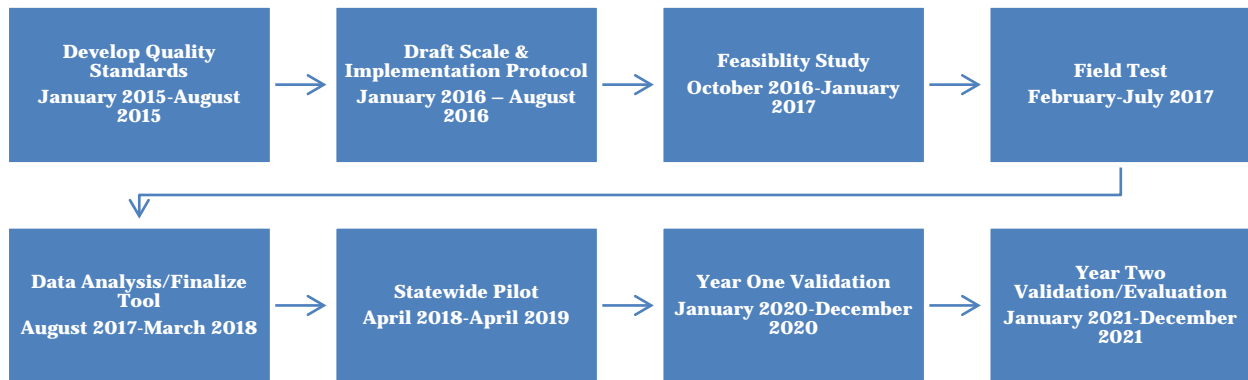 Develop Quality
Standards
January 2015-August
2015
Draft Scale &
Implementation Protocol
January 2016 – August
2016
Feasiblity Study
October 2016-January
2017
Field Test
February-July 2017
Data Analysis/Finalize
Tool
August 2017-March 2018
Statewide Pilot
April 2018-April 2019
Year One Validation
January 2020-December
2020
Year Two
Validation/Evaluation
January 2021-December
2021